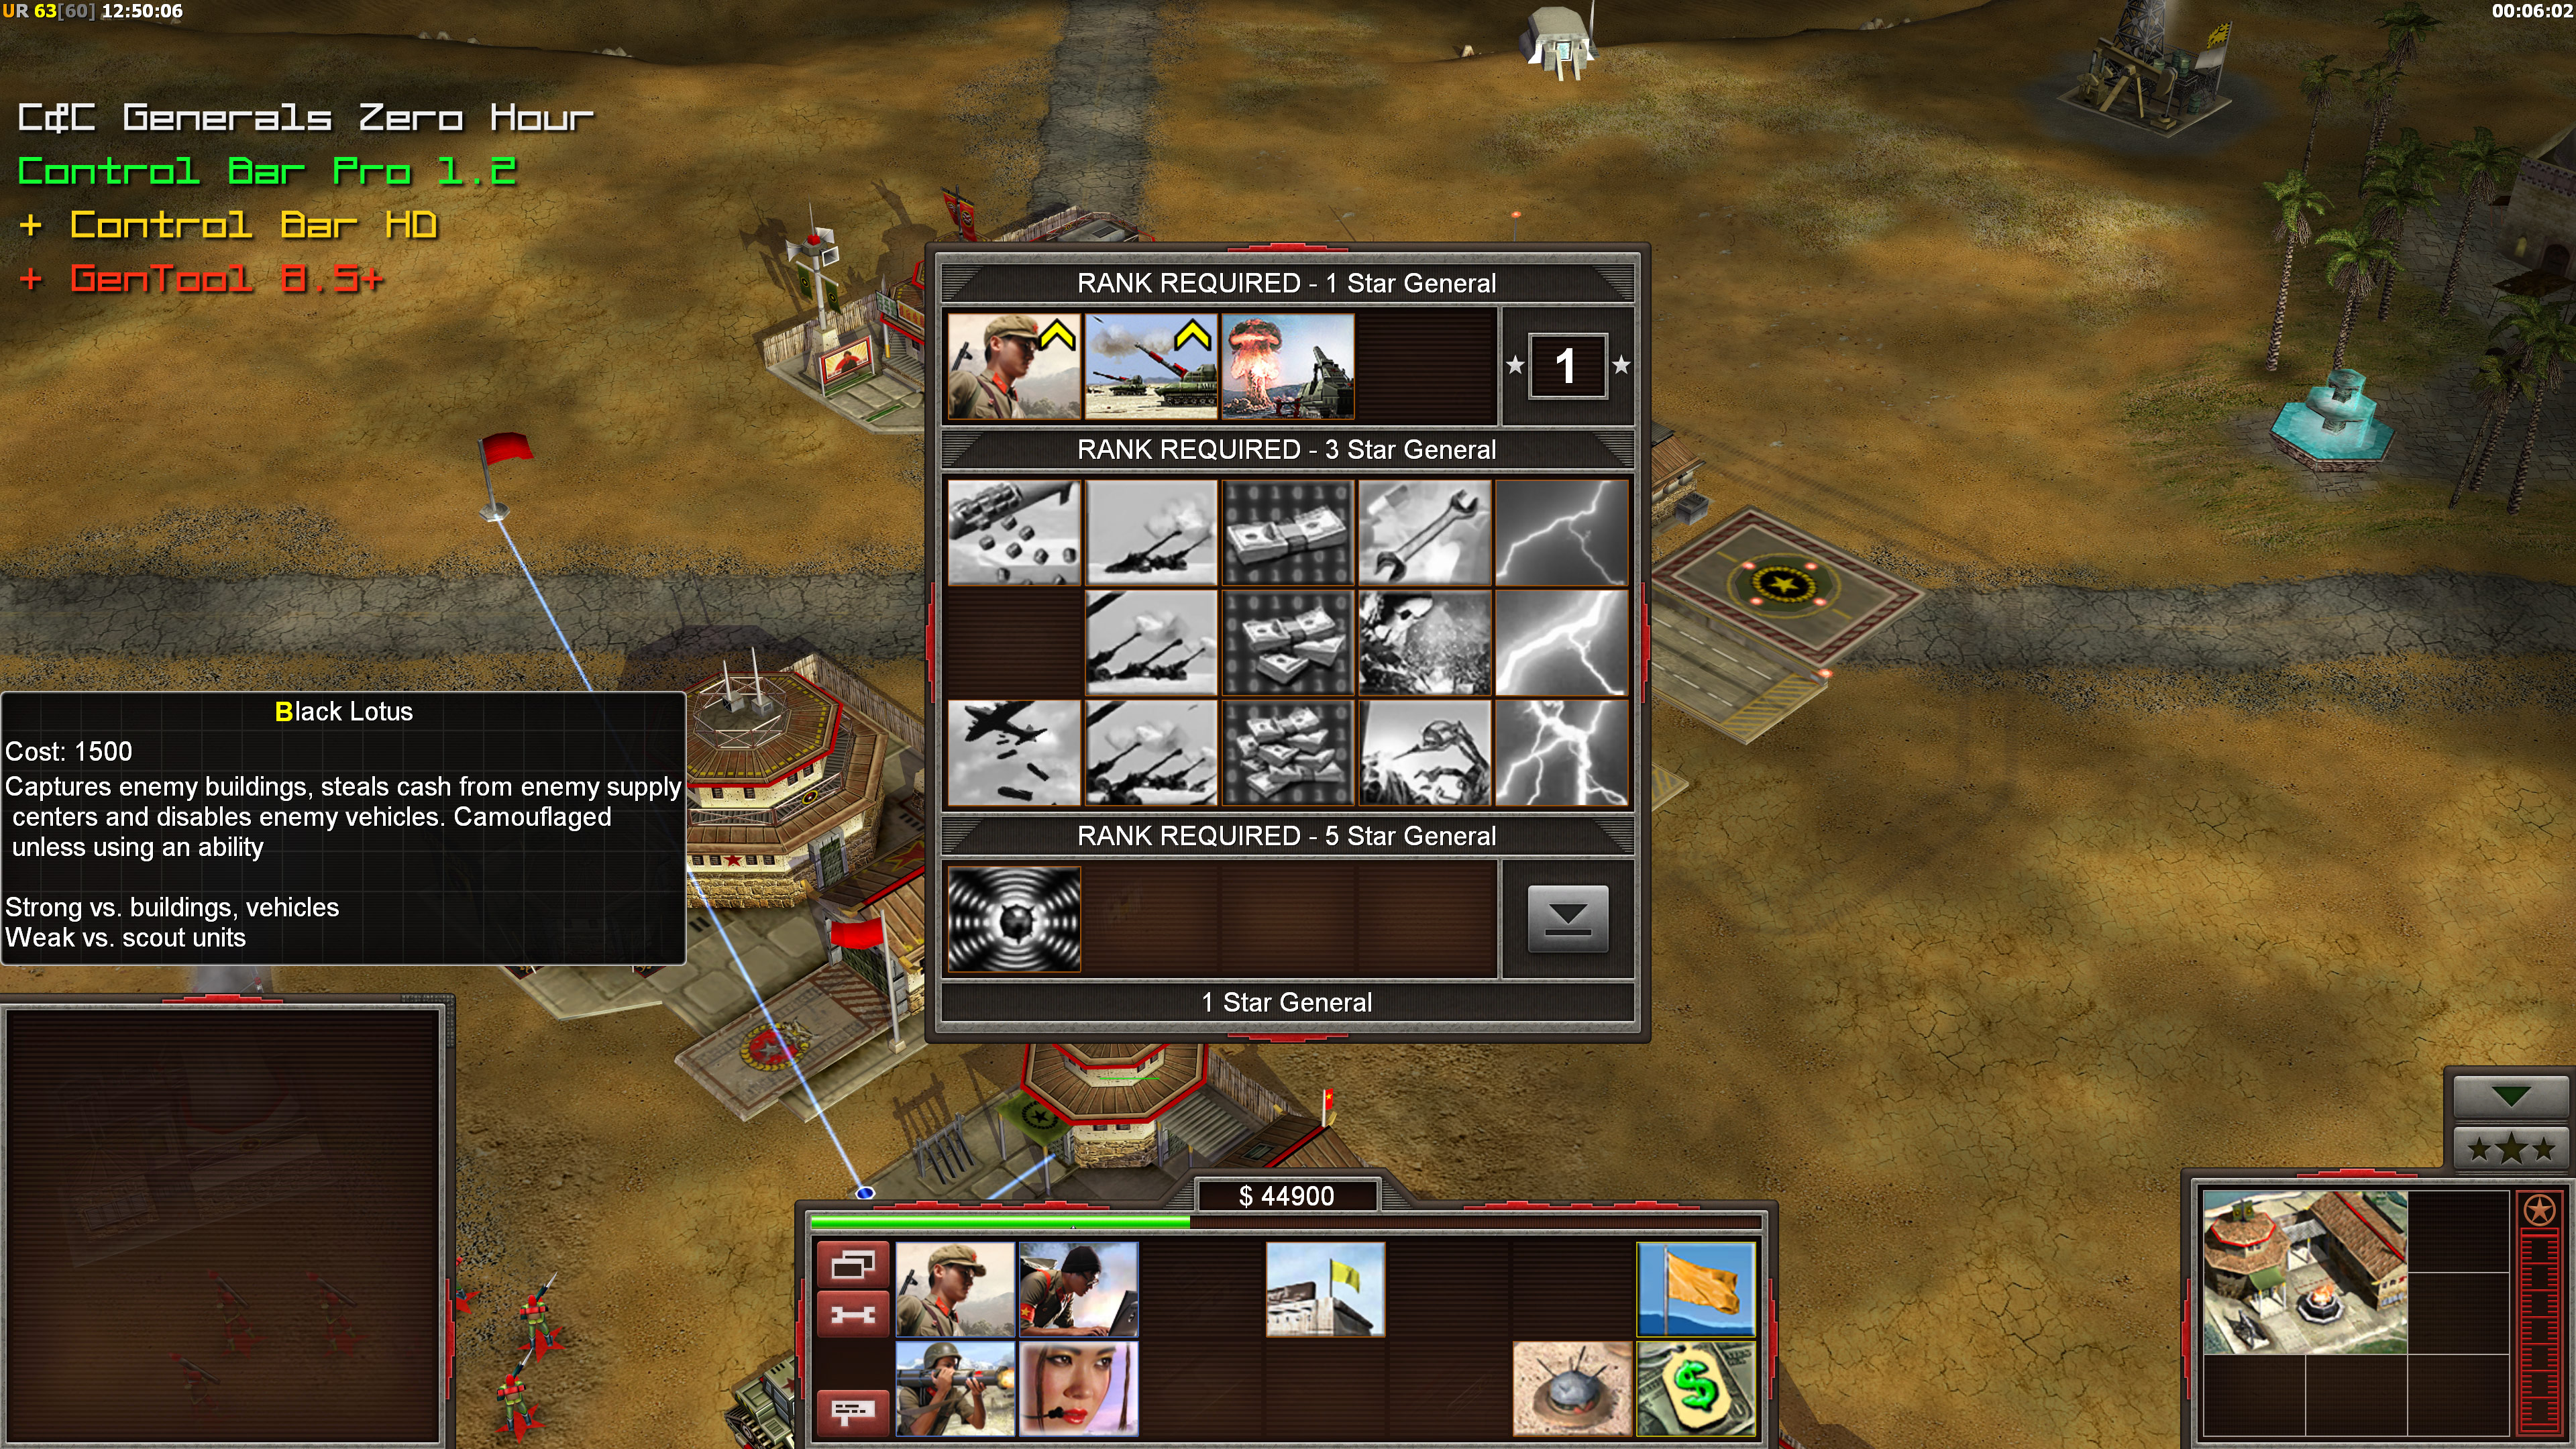 UR 63[60] 12:50:06
00:06:02
C&C Generals Zero Hour
Control Bar Pro 1.2
+ Control Bar HD
+ GenTool 8.5+
RANK REQUIRED - 1 Star General
1
RANK REQUIRED - 3 Star General
RANK REQUIRED - 5 Star General
1 Star General
Black Lotus
Cost: 1500
Captures enemy buildings, steals cash from enemy supply
centers and disables enemy vehicles. Camouflaged
unless using an ability
Strong vs. buildings, vehicles
Weak vs. scout units
$ 44900